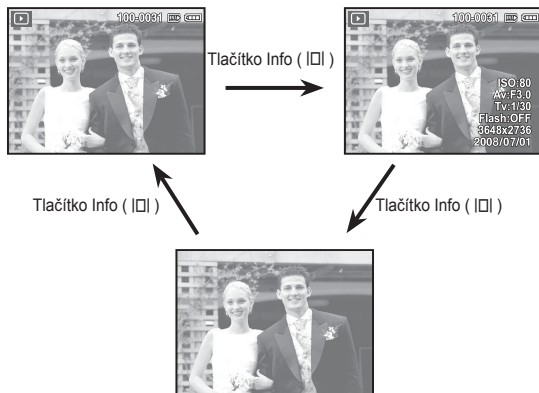 100-0031
Tlačítko Info ( |□| )
100-0031
ISO:80
Av:F3.0
Tv:1/30
Flash:OFF
3648x2736
2008/07/01
Tlačítko Info ( |□| )
Tlačítko Info ( |□| )